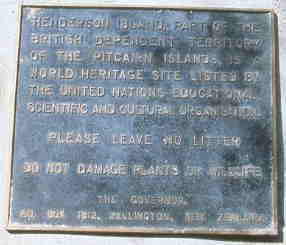 HENDERSON ISLAND, PART OF THE
BRITISH DEPENDENT TERRITORY
OF THE PITCAIRN ISLANDS, IS A
WORLD HERITAGE SITE LISTED BY
THE UNITED NATIONS EDUCATIONAL
SCIENTIFIC AND CULTURAL ORGANISATION.
PLEASE LEAVE NO LITTER
DO NOT DAMAGE PLANTS OR WILDLIFE
THE GOVERNOR,
P.O. BOX 1812, WELLINGTON, NEW ZEALAND